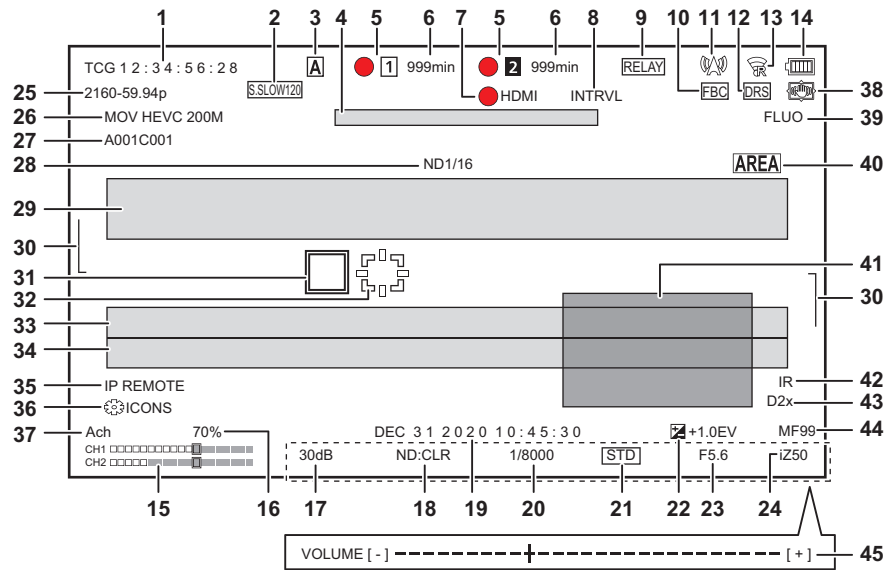 1 2 3 4 5 6 7 5 6 8 9 10 11 12 13 14
TCG 12:34:56:28 S.SLOW120 A 1 999min 2 999min RELAY R
25 2160-59.94p HDMI INTRVL FBC DRS 38
26 MOV HEVC 200M FLUO 39
27 A001C001
28 ND1/16 AREA 40
29
30
31 41
32 30
33
34
35 IP REMOTE IR 42
36 ICONS D2x 43
37 Ach 70% DEC 31 2020 10:45:30 +1.0EV MF99 44
CH1
CH2 30dB ND:CLR 1/8000 STD F5.6 iZ50
15 16 17 18 19 20 21 22 23 24
VOLUME [ - ] [ + ] 45